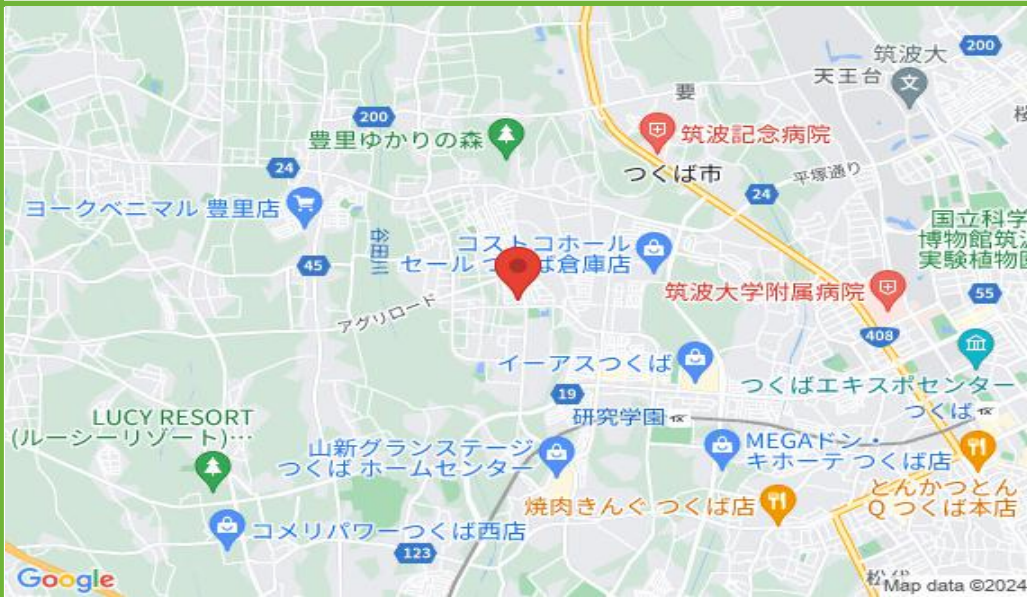 筑波大
200
天王台
要
200
豊里ゆかりの森
筑波記念病院
つくば市
平塚通り
24
24
ヨークベニマル 豊里店
谷田川
コストコホール
セール つくば倉庫店
国立科学
博物館筑波
実験植物園
45
筑波大学附属病院
55
アグリロード
408
イーアスつくば
つくばエキスポセンター
19
研究学園
つくば
LUCY RESORT
(ルーシーリゾート)…
山新グランステージ
つくば ホームセンター
MEGAドン・
キホーテ つくば店
焼肉きんぐ つくば店
とんかつとん
Q つくば本店
コメリパワーつくば西店
123
Google
Map data ©2024